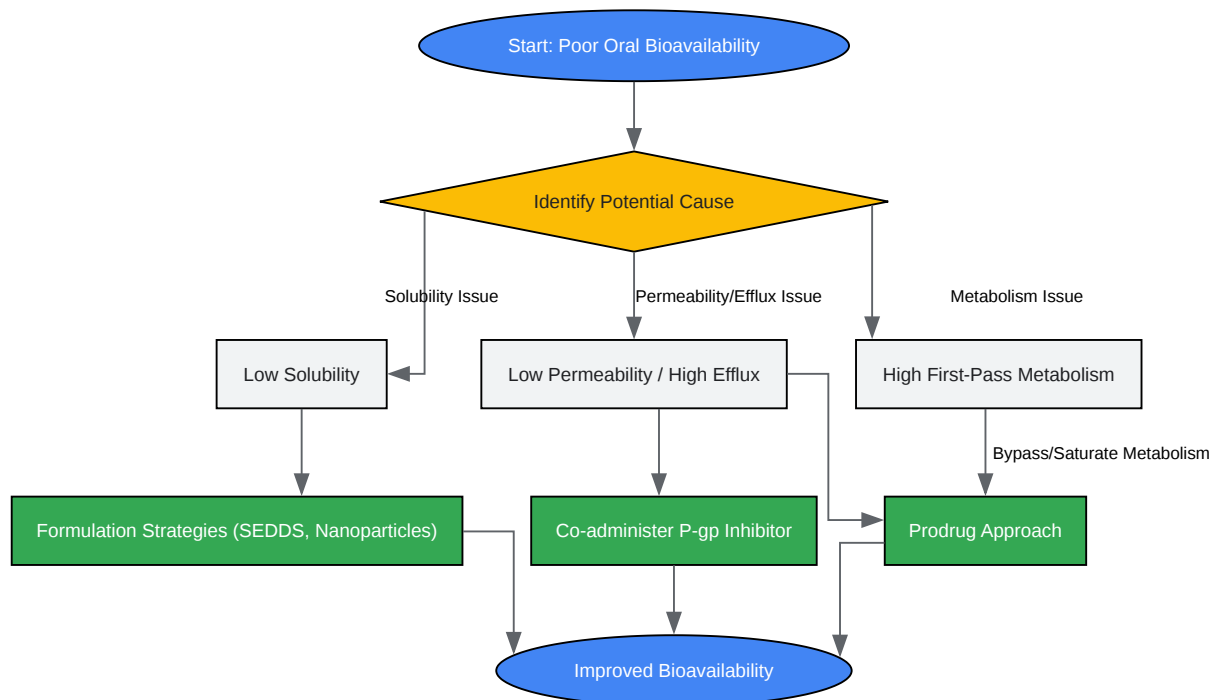 Start: Poor Oral Bioavailability
Identify Potential Cause
Solubility Issue
Permeability/Efflux Issue
Metabolism Issue
Low Solubility
Low Permeability / High Efflux
High First-Pass Metabolism
Bypass/Saturate Metabolism
Formulation Strategies (SEDDS, Nanoparticles)
Co-administer P-gp Inhibitor
Prodrug Approach
Improved Bioavailability